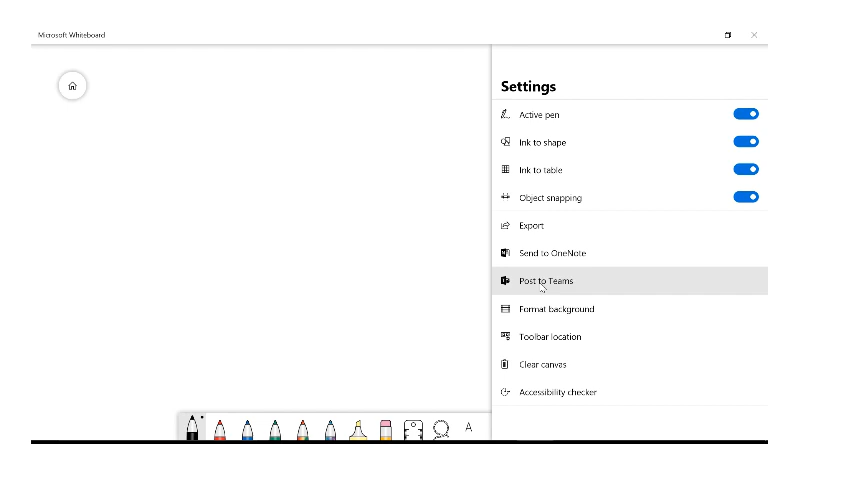 Microsoft Whiteboard
Settings
Active pen
Ink to shape
Ink to table
Object snapping
Export
Send to OneNote
Post to Teams
Format background
Toolbar location
Clear canvas
Accessibility checker
A